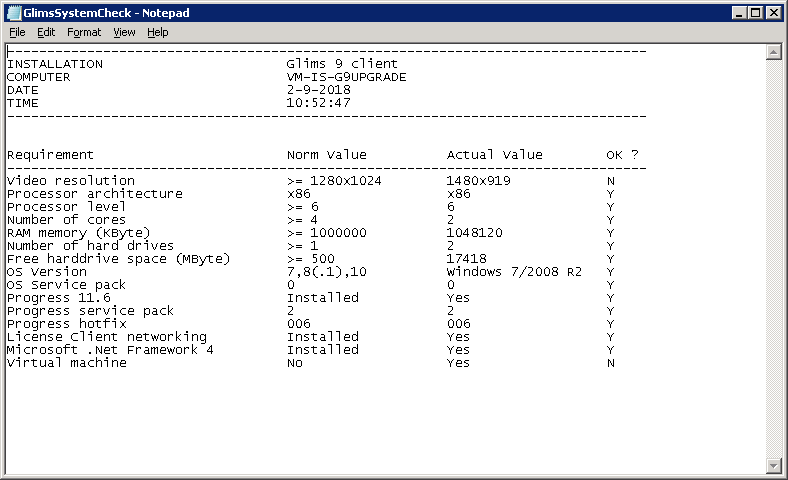 GlimsSystemCheck - Notepad
File Edit Format View Help
--------------------------------------------------------------------------------
INSTALLATION                       Glims 9 client
COMPUTER                           VM-IS-G9UPGRADE
DATE                               2-9-2018
TIME                               10:52:47
--------------------------------------------------------------------------------
Requirement                        Norm Value          Actual Value        OK ?
--------------------------------------------------------------------------------
Video resolution                   >= 1280x1024        1480x919            N
Processor architecture             x86                 x86                 Y
Processor level                    >= 6                6                   Y
Number of cores                    >= 4                2                   Y
RAM memory (KByte)                 >= 1000000          1048120             Y
Number of hard drives              >= 1                2                   Y
Free harddrive space (MByte)       >= 500              17418               Y
OS Version                         7,8(.1),10          Windows 7/2008 R2   Y
OS Service pack                    0                   0                   Y
Progress 11.6                      Installed           Yes                 Y
Progress service pack              2                   2                   Y
Progress hotfix                    006                 006                 Y
License Client networking          Installed           Yes                 Y
Microsoft .Net Framework 4         Installed           Yes                 Y
Virtual machine                    No                  Yes                 N